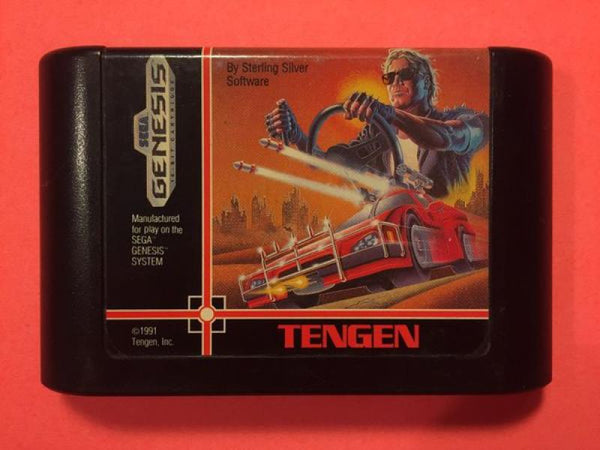 SEGA
GENESIS
16-BIT CARTRIDGE
By Sterling Silver
Software
Manufactured
for play on the
SEGA
GENESIS™
SYSTEM
©1991
Tengen, Inc.
TENGEN